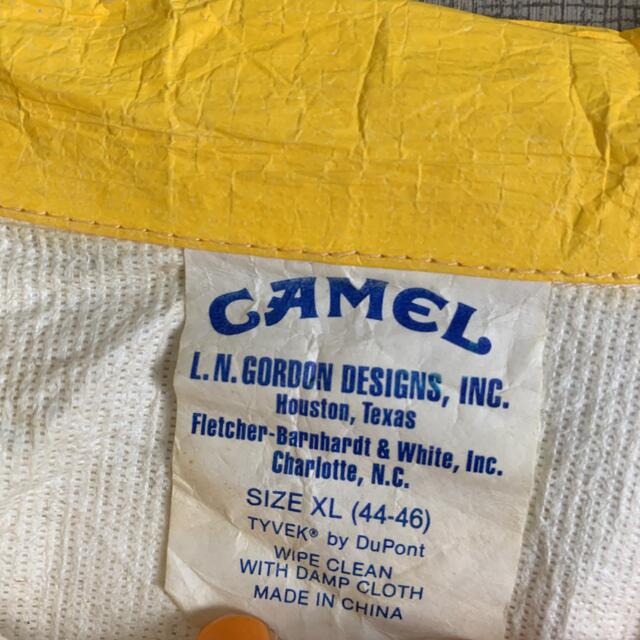 CAMEL
L.N. GORDON DESIGNS, INC.
Houston, Texas
Fletcher-Barnhardt & White, Inc.
Charlotte, N.C.
SIZE XL (44-46)
TYVEK® by DuPont
WIPE CLEAN
WITH DAMP CLOTH
MADE IN CHINA